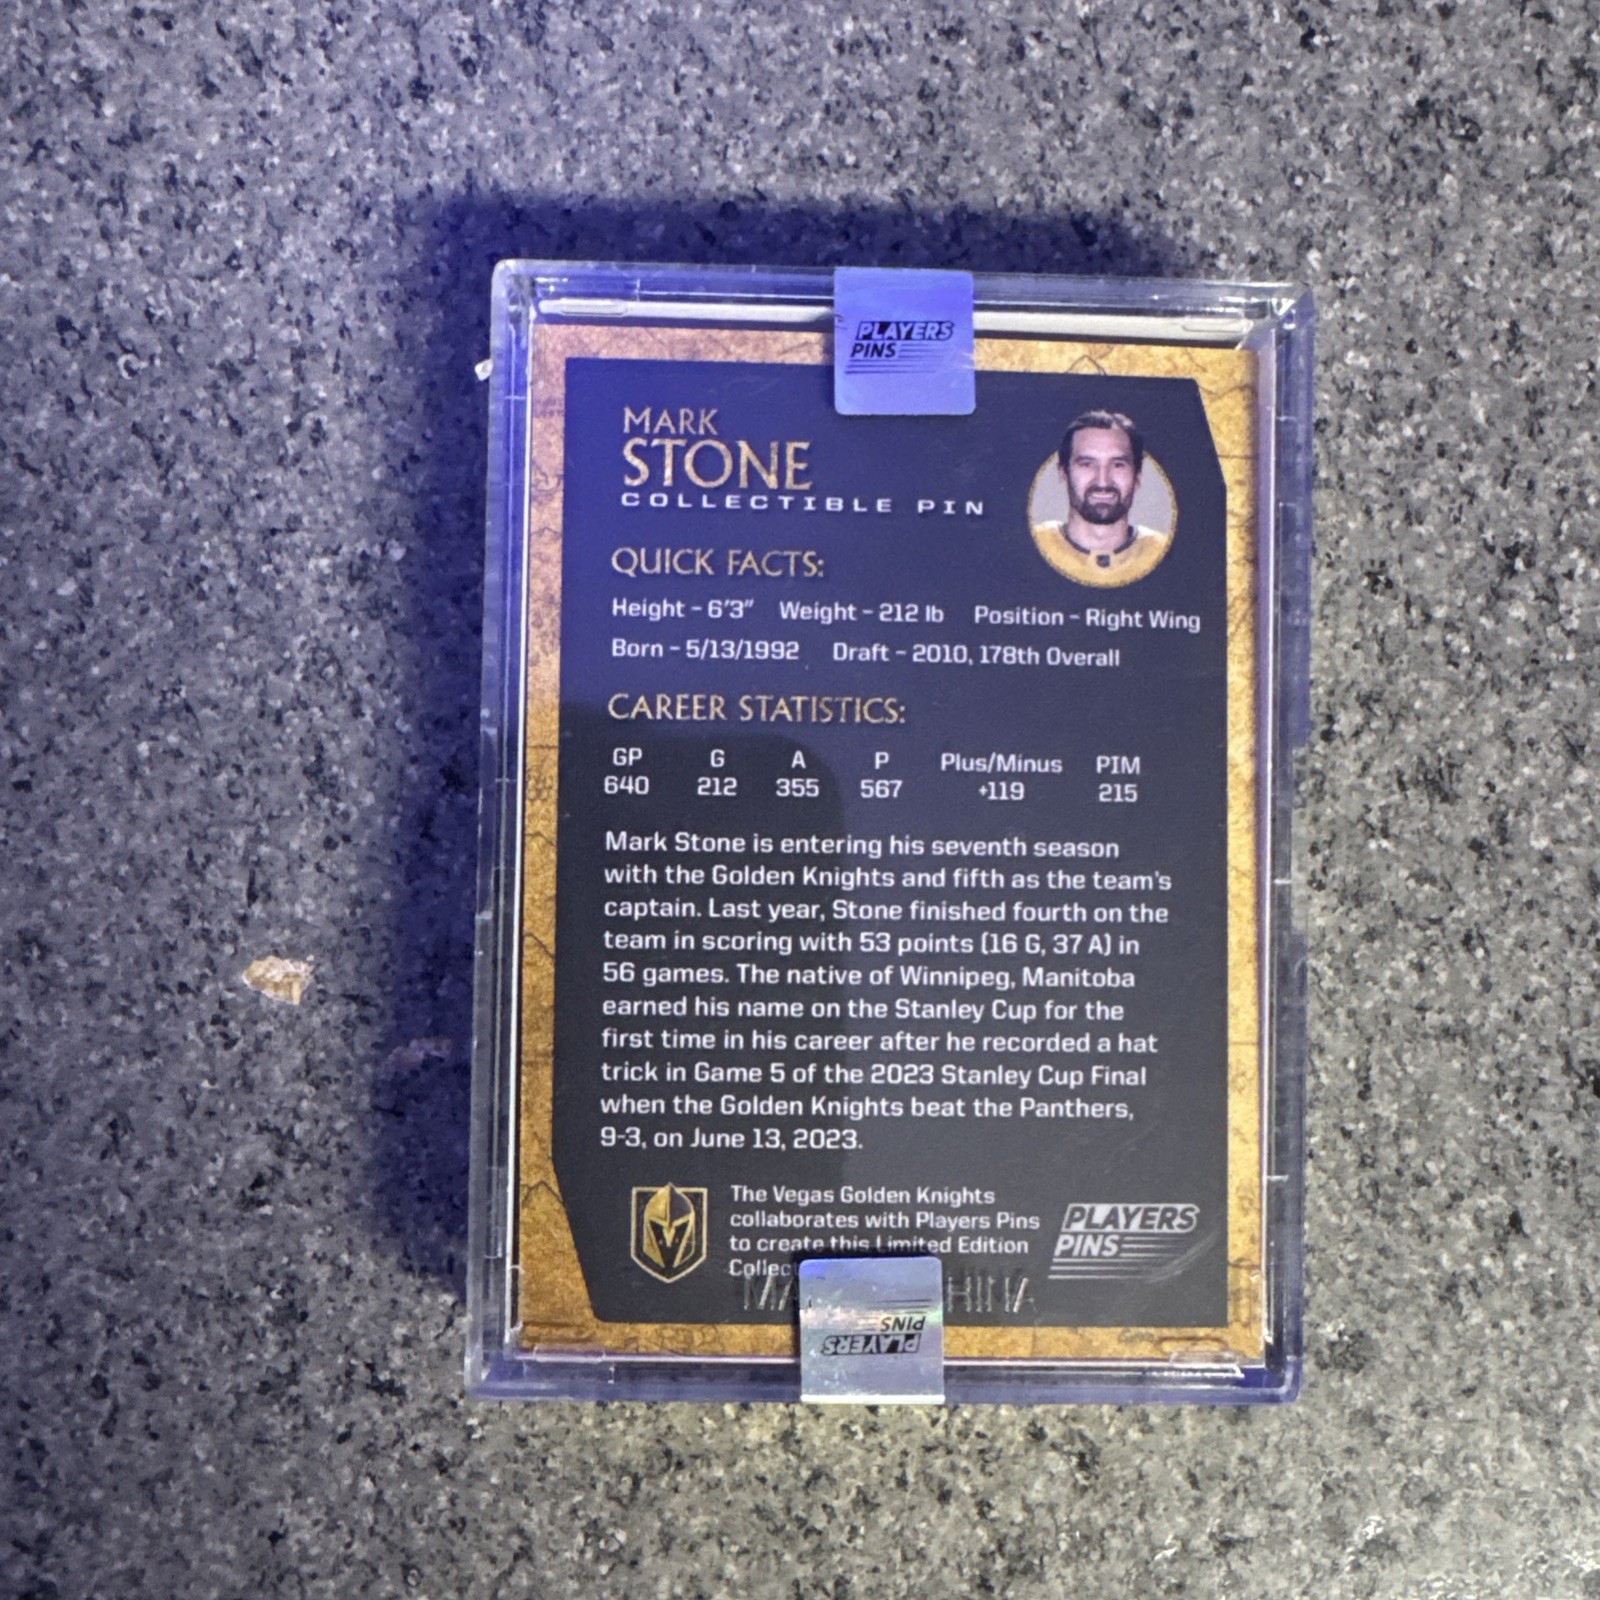 PLAYERS
PINS
MARK
STONE
COLLECTIBLE PIN
QUICK FACTS:
Height - 6'3" Weight - 212 lb Position - Right Wing
Born - 5/13/1992 Draft - 2010, 178th Overall
CAREER STATISTICS:
GP G A P Plus/Minus PIM
640 212 355 567 +119 215
Mark Stone is entering his seventh season
with the Golden Knights and fifth as the team's
captain. Last year, Stone finished fourth on the
team in scoring with 53 points (16 G, 37 A) in
56 games. The native of Winnipeg, Manitoba
earned his name on the Stanley Cup for the
first time in his career after he recorded a hat
trick in Game 5 of the 2023 Stanley Cup Final
when the Golden Knights beat the Panthers,
9-3, on June 13, 2023.
The Vegas Golden Knights
collaborates with Players Pins
to create this Limited Edition
PLAYERS
PINS
PLAYERS
PINS